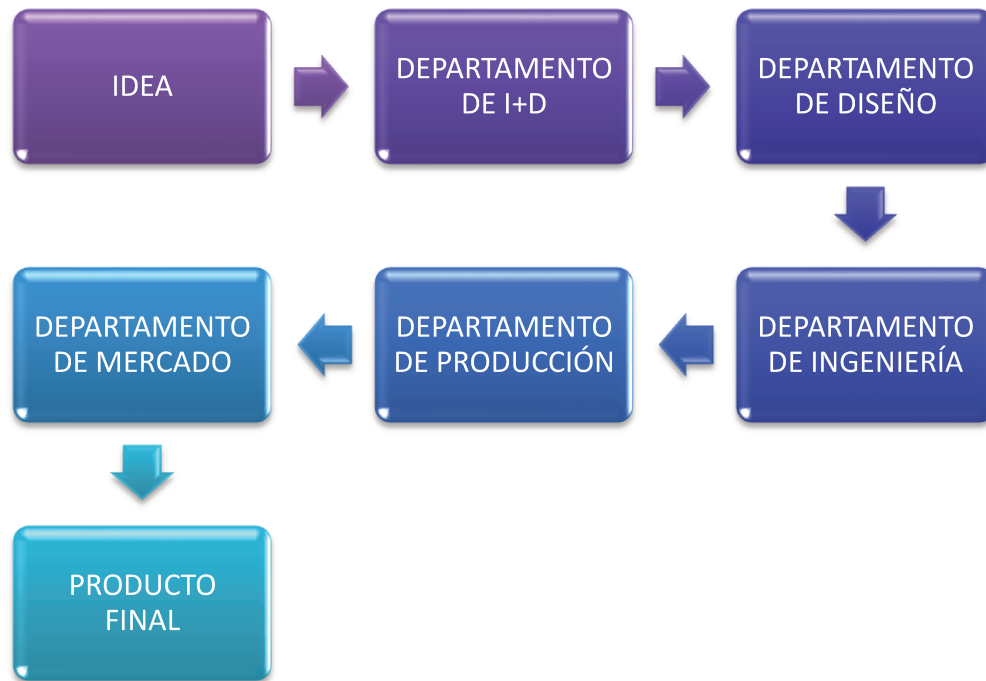 IDEA
DEPARTAMENTO
DE I+D
DEPARTAMENTO
DE DISEÑO
DEPARTAMENTO
DE INGENIERÍA
DEPARTAMENTO
DE PRODUCCIÓN
DEPARTAMENTO
DE MERCADO
PRODUCTO
FINAL